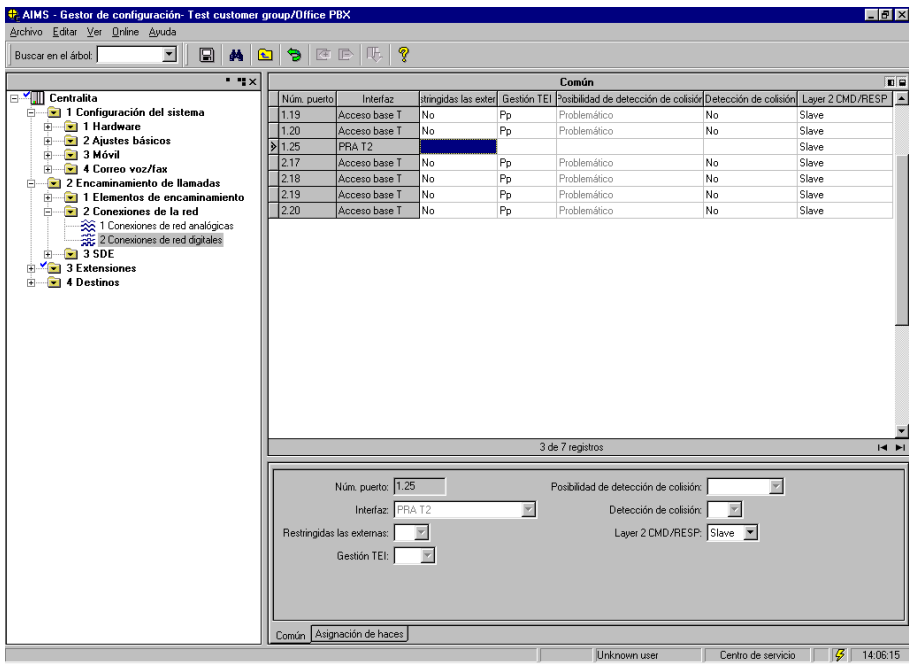 AIMS - Gestor de configuración- Test customer group/Office PBX
Archivo Editar Ver Online Ayuda
Buscar en el árbol:
Centralita
1 Configuración del sistema
1 Hardware
2 Ajustes básicos
3 Móvil
4 Correo voz/fax
2 Encaminamiento de llamadas
1 Elementos de encaminamiento
2 Conexiones de la red
1 Conexiones de red analógicas
2 Conexiones de red digitales
3 SDE
3 Extensiones
4 Destinos
Común
Núm. puerto Interfaz stringidas las exter Gestión TEI Posibilidad de detección de colisión Detección de colisión Layer 2 CMD/RESP
1.19 Acceso base T No Pp Problemático No Slave
1.20 Acceso base T No Pp Problemático No Slave
1.25 PRA T2 Slave
2.17 Acceso base T No Pp Problemático No Slave
2.18 Acceso base T No Pp Problemático No Slave
2.19 Acceso base T No Pp Problemático No Slave
2.20 Acceso base T No Pp Problemático No Slave
3 de 7 registros
Núm. puerto: 1.25 Posibilidad de detección de colisión:
Interfaz: PRA T2 Detección de colisión:
Restringidas las externas: Layer 2 CMD/RESP: Slave
Gestión TEI:
Común Asignación de haces
Unknown user Centro de servicio 14:06:15